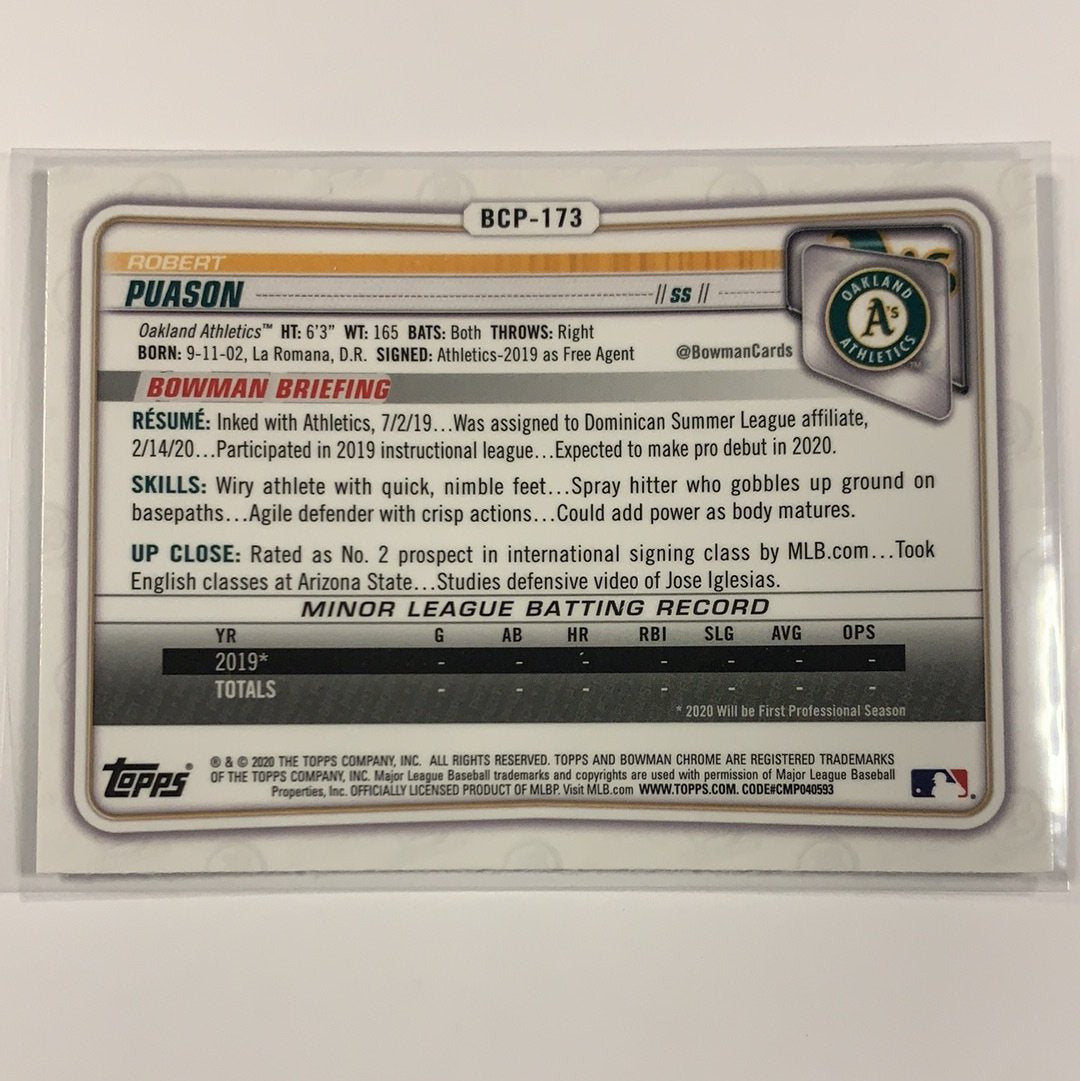 BCP-173
ROBERT
PUASON // SS //
OAKLAND
A's
ATHLETICS™
Oakland Athletics™ HT: 6'3" WT: 165 BATS: Both THROWS: Right
BORN: 9-11-02, La Romana, D.R. SIGNED: Athletics-2019 as Free Agent @BowmanCards
BOWMAN BRIEFING
RÉSUMÉ: Inked with Athletics, 7/2/19...Was assigned to Dominican Summer League affiliate,
2/14/20...Participated in 2019 instructional league...Expected to make pro debut in 2020.
SKILLS: Wiry athlete with quick, nimble feet...Spray hitter who gobbles up ground on
basepaths...Agile defender with crisp actions...Could add power as body matures.
UP CLOSE: Rated as No. 2 prospect in international signing class by MLB.com...Took
English classes at Arizona State...Studies defensive video of Jose Iglesias.
MINOR LEAGUE BATTING RECORD
YR G AB HR RBI SLG AVG OPS
2019* - - - - - - -
TOTALS - - - - - - -
* 2020 Will be First Professional Season
TOPPS®
® & © 2020 THE TOPPS COMPANY, INC. ALL RIGHTS RESERVED. TOPPS AND BOWMAN CHROME ARE REGISTERED TRADEMARKS
OF THE TOPPS COMPANY, INC. Major League Baseball trademarks and copyrights are used with permission of Major League Baseball
Properties, Inc. OFFICIALLY LICENSED PRODUCT OF MLBP. Visit MLB.com WWW.TOPPS.COM. CODE#CMP040593